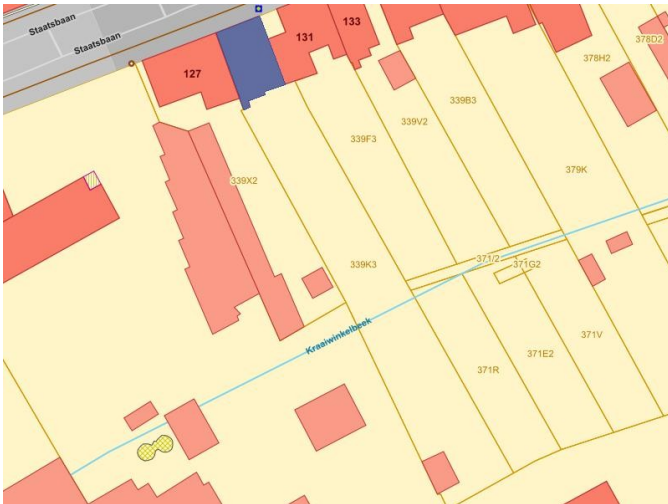 Staatsbaan
Staatsbaan
127
131
133
378D2
378H2
339B3
339V2
339F3
379K
339X2
339K3
371/2
371G2
Kraaiwinkelbeek
371V
371E2
371R